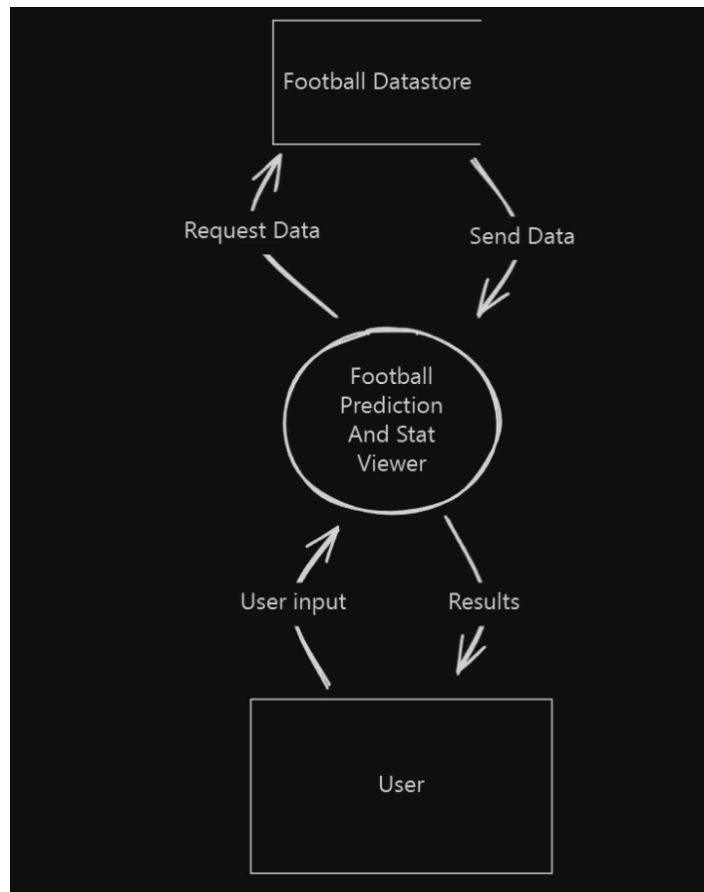 Football Datastore
Request Data
Send Data
Football
Prediction
And Stat
Viewer
User input
Results
User